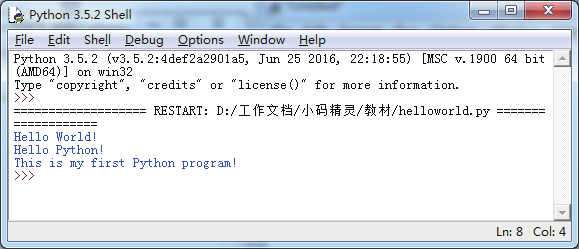 Python 3.5.2 Shell
File Edit Shell Debug Options Window Help
Python 3.5.2 (v3.5.2:4def2a2901a5, Jun 25 2016, 22:18:55) [MSC v.1900 64 bit
(AMD64)] on win32
Type "copyright", "credits" or "license()" for more information.
>>>
=================== RESTART: D:/工作文档/小码精灵/教材/helloworld.py =======
================
Hello World!
Hello Python!
This is my first Python program!
>>>
Ln: 8 Col: 4